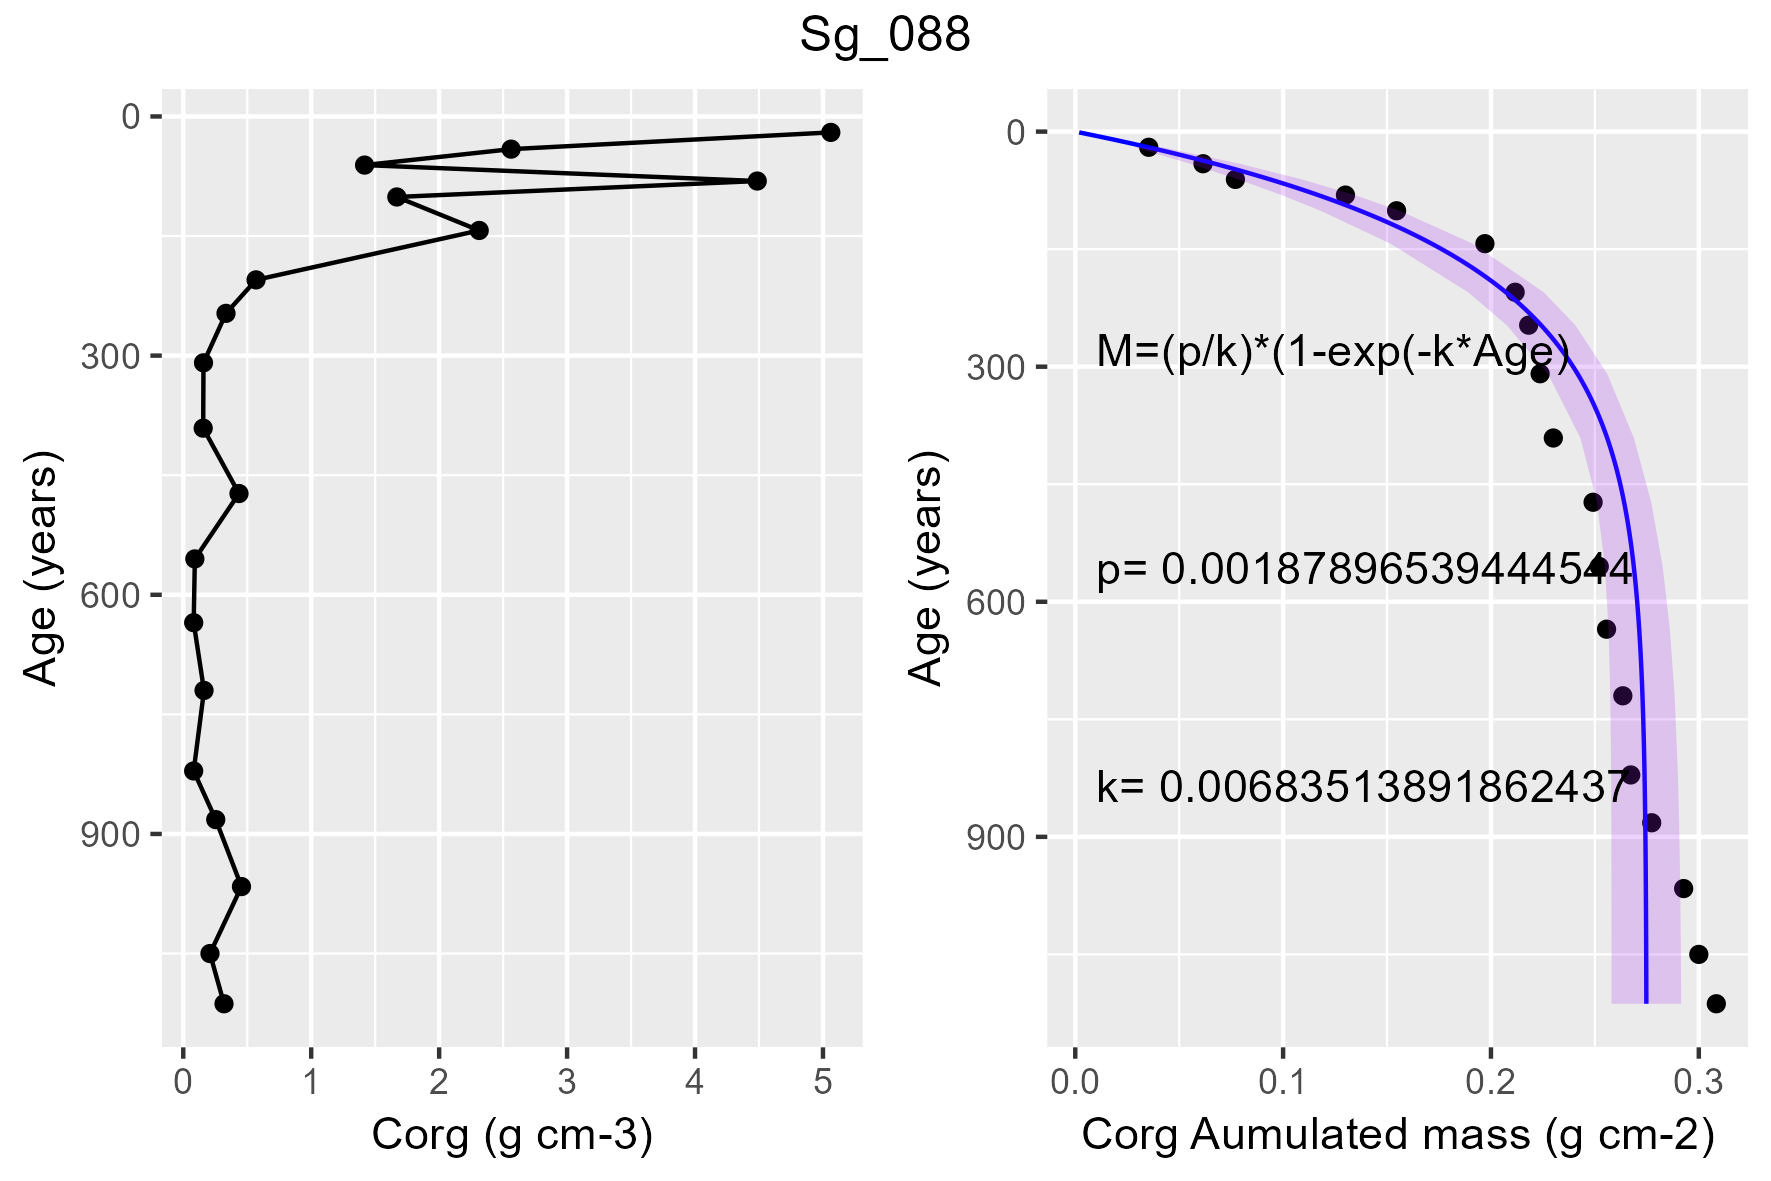 Sg_088
0
300
600
900
Age (years)
0 1 2 3 4 5
Corg (g cm-3)
0
300
600
900
Age (years)
M=(p/k)*(1-exp(-k*Age)
p= 0.00187896539444544
k= 0.00683513891862437
0.0 0.1 0.2 0.3
Corg Aumulated mass (g cm-2)